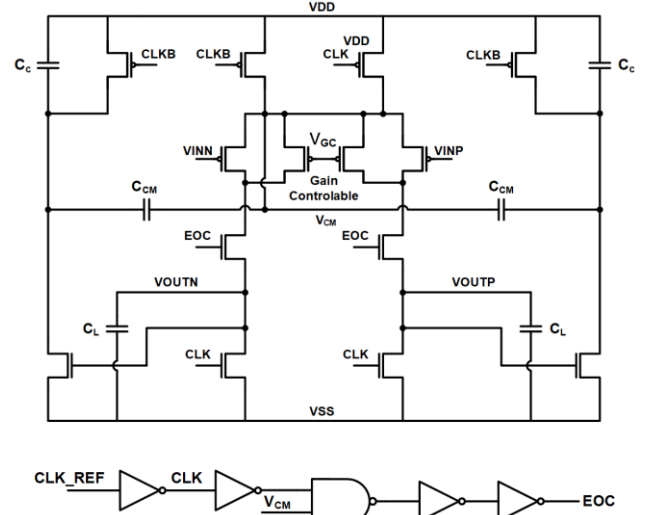 VDD
VDD
CLKB
CLKB
CLK
CLKB
Cc
Cc
VINN
VGC
VINP
Gain
Controlable
CCM
CCM
VCM
EOC
EOC
VOUTN
VOUTP
CL
CL
CLK
CLK
VSS
CLK_REF
CLK
VCM
EOC